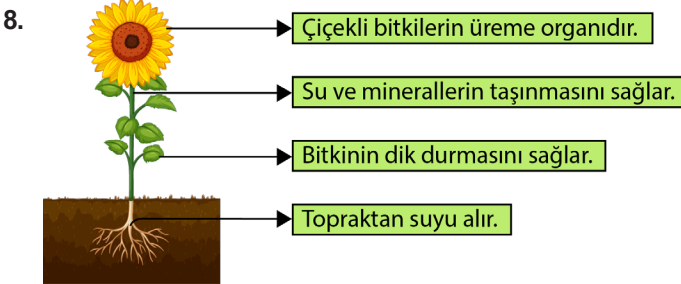 8.
Çiçekli bitkilerin üreme organıdır.
Su ve minerallerin taşınmasını sağlar.
Bitkinin dik durmasını sağlar.
Topraktan suyu alır.